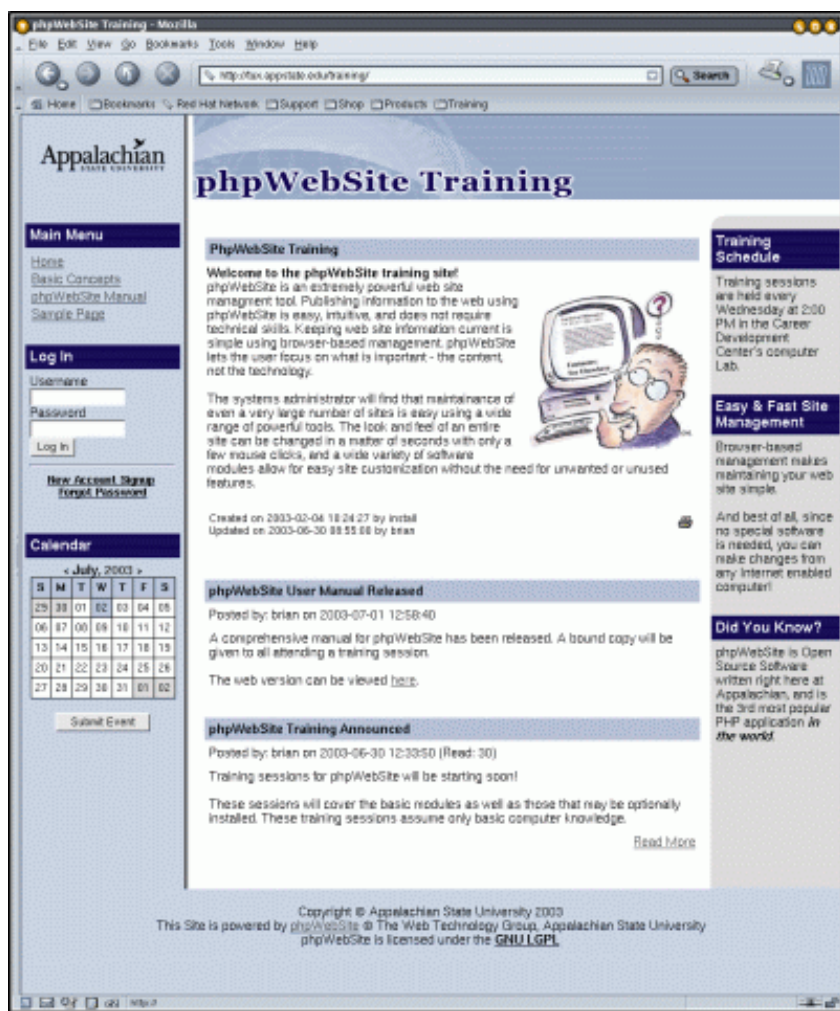 phpWebSite Training - Mozilla
File Edit View Go Bookmarks Tools Window Help
http://tux.appstate.edu/training/
Search
Home Bookmarks Red Hat Network Support Shop Products Training
Appalachian
STATE UNIVERSITY
phpWebSite Training
Main Menu
Home
Basic Concepts
phpWebSite Manual
Sample Page
Log In
Username
Password
Log In
New Account Signup
Forgot Password
Calendar
< July, 2003 >
S M T W T F S
29 30 01 02 03 04 05
06 07 08 09 10 11 12
13 14 15 16 17 18 19
20 21 22 23 24 25 26
27 28 29 30 31 01 02
Submit Event
PhpWebSite Training
Welcome to the phpWebSite training site!
phpWebSite is an extremely powerful web site
managment tool. Publishing information to the web using
phpWebSite is easy, intuitive, and does not require
technical skills. Keeping web site information current is
simple using browser-based management. phpWebSite
lets the user focus on what is important - the content,
not the technology.
The systems administrator will find that maintainance of
even a very large number of sites is easy using a wide
range of powerful tools. The look and feel of an entire
site can be changed in a matter of seconds with only a
few mouse clicks, and a wide variety of software
modules allow for easy site customization without the need for unwanted or unused
features.
Created on 2003-02-04 10:24:27 by install
Updated on 2003-06-30 08:55:08 by brian
phpWebSite User Manual Released
Posted by: brian on 2003-07-01 12:58:40
A comprehensive manual for phpWebSite has been released. A bound copy will be
given to all attending a training session.
The web version can be viewed here.
phpWebSite Training Announced
Posted by: brian on 2003-06-30 12:33:50 (Read: 30)
Training sessions for phpWebSite will be starting soon!
These sessions will cover the basic modules as well as those that may be optionally
installed. These training sessions assume only basic computer knowledge.
Read More
Training
Schedule
Training sessions
are held every
Wednesday at 2:00
PM in the Career
Development
Center's computer
Lab.
Easy & Fast Site
Management
Browser-based
management makes
maintaining your web
site simple.
And best of all, since
no special software
is needed, you can
make changes from
any Internet enabled
computer!
Did You Know?
phpWebSite is Open
Source Software
written right here at
Appalachian, and is
the 3rd most popular
PHP application in
the world.
Copyright © Appalachian State University 2003
This Site is powered by phpWebSite © The Web Technology Group, Appalachian State University
phpWebSite is licensed under the GNU LGPL
http://